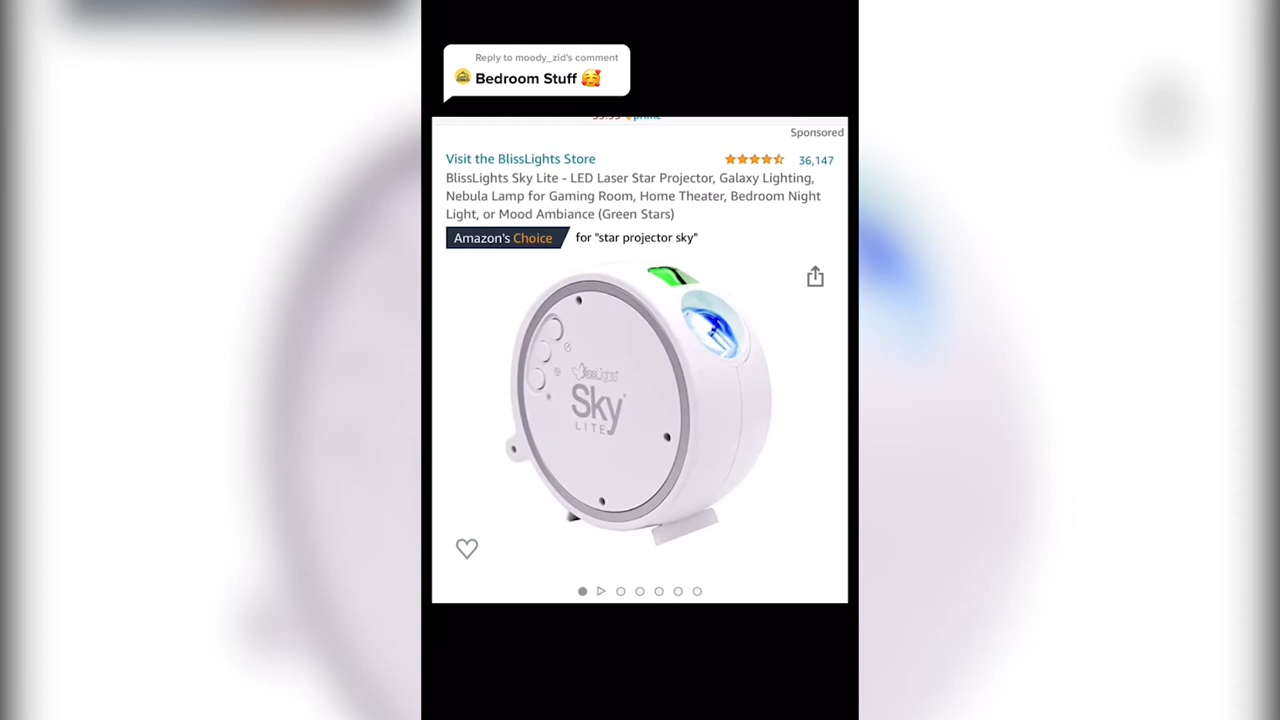 Reply to moody_zid's comment
Bedroom Stuff 🥰
Sponsored
Visit the BlissLights Store
36,147
BlissLights Sky Lite - LED Laser Star Projector, Galaxy Lighting,
Nebula Lamp for Gaming Room, Home Theater, Bedroom Night
Light, or Mood Ambiance (Green Stars)
Amazon's Choice for "star projector sky"
BlissLights
Sky
LITE